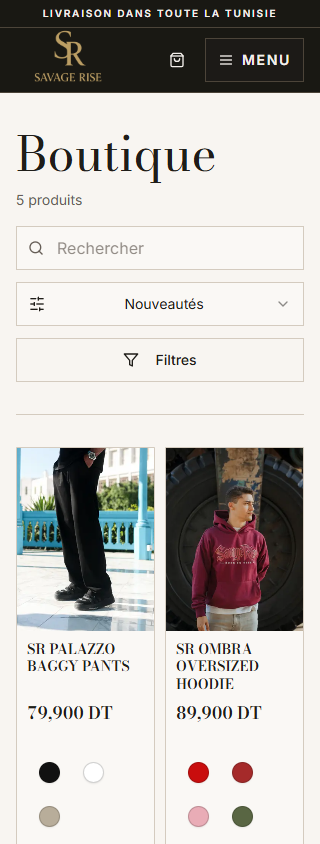 LIVRAISON DANS TOUTE LA TUNISIE
SR
SAVAGE RISE
MENU
Boutique
5 produits
Rechercher
Nouveautés
Filtres
SR PALAZZO
BAGGY PANTS
79,900 DT
SR OMBRA
OVERSIZED
HOODIE
89,900 DT